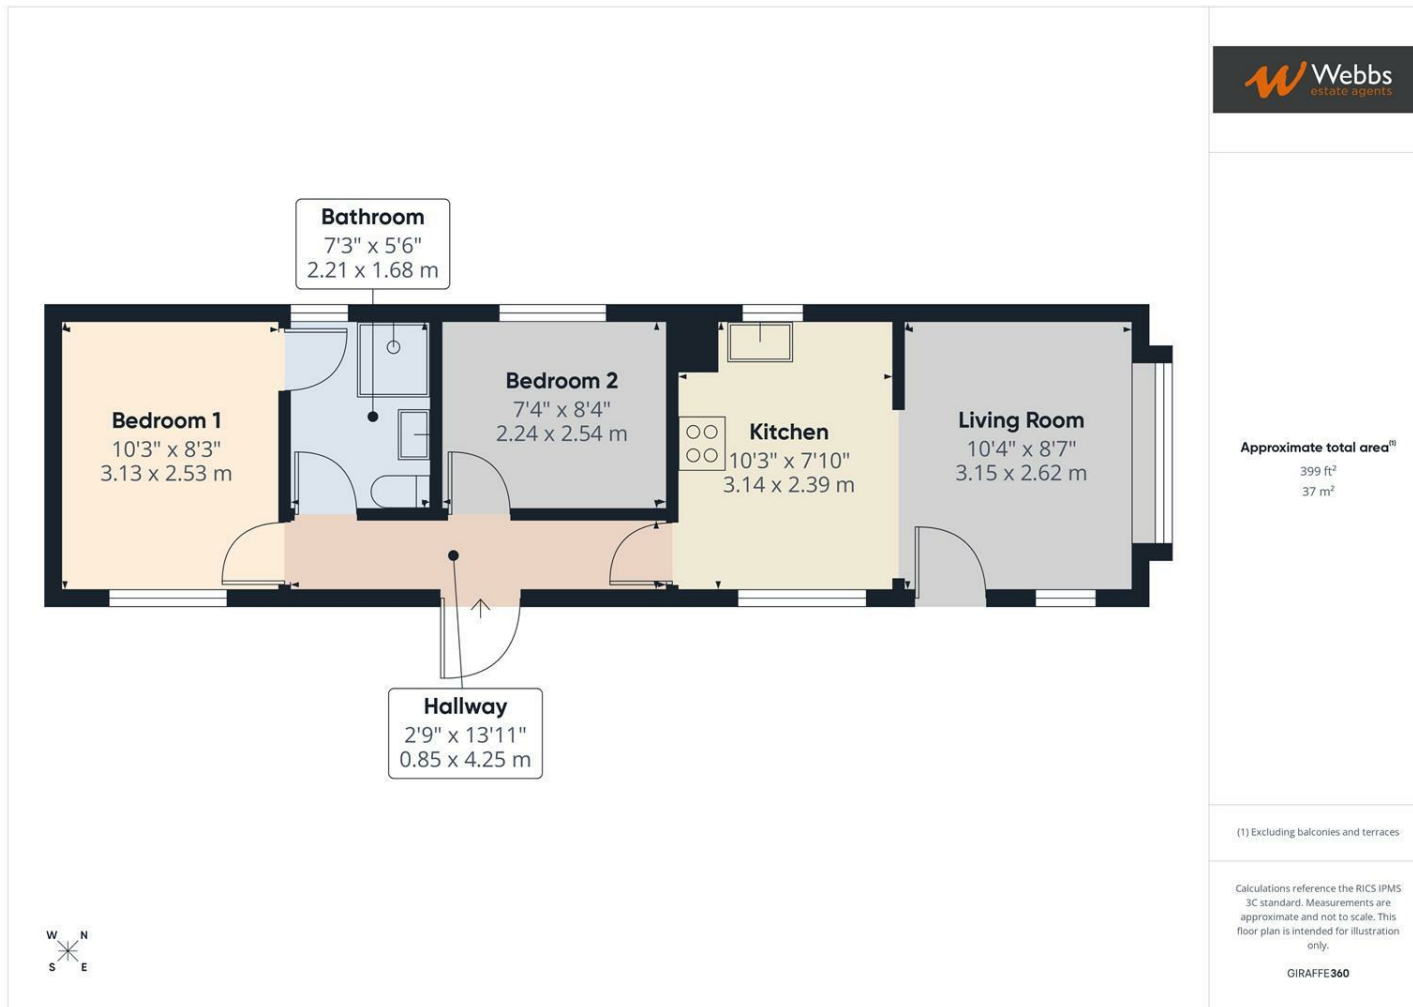 Webbs
estate agents
Bathroom
7'3" x 5'6"
2.21 x 1.68 m
Bedroom 1
10'3" x 8'3"
3.13 x 2.53 m
Bedroom 2
7'4" x 8'4"
2.24 x 2.54 m
Kitchen
10'3" x 7'10"
3.14 x 2.39 m
Living Room
10'4" x 8'7"
3.15 x 2.62 m
Hallway
2'9" x 13'11"
0.85 x 4.25 m
Approximate total area(1)
399 ft²
37 m²
(1) Excluding balconies and terraces
Calculations reference the RICS IPMS
3C standard. Measurements are
approximate and not to scale. This
floor plan is intended for illustration
only.
GIRAFFE360
W N
S E